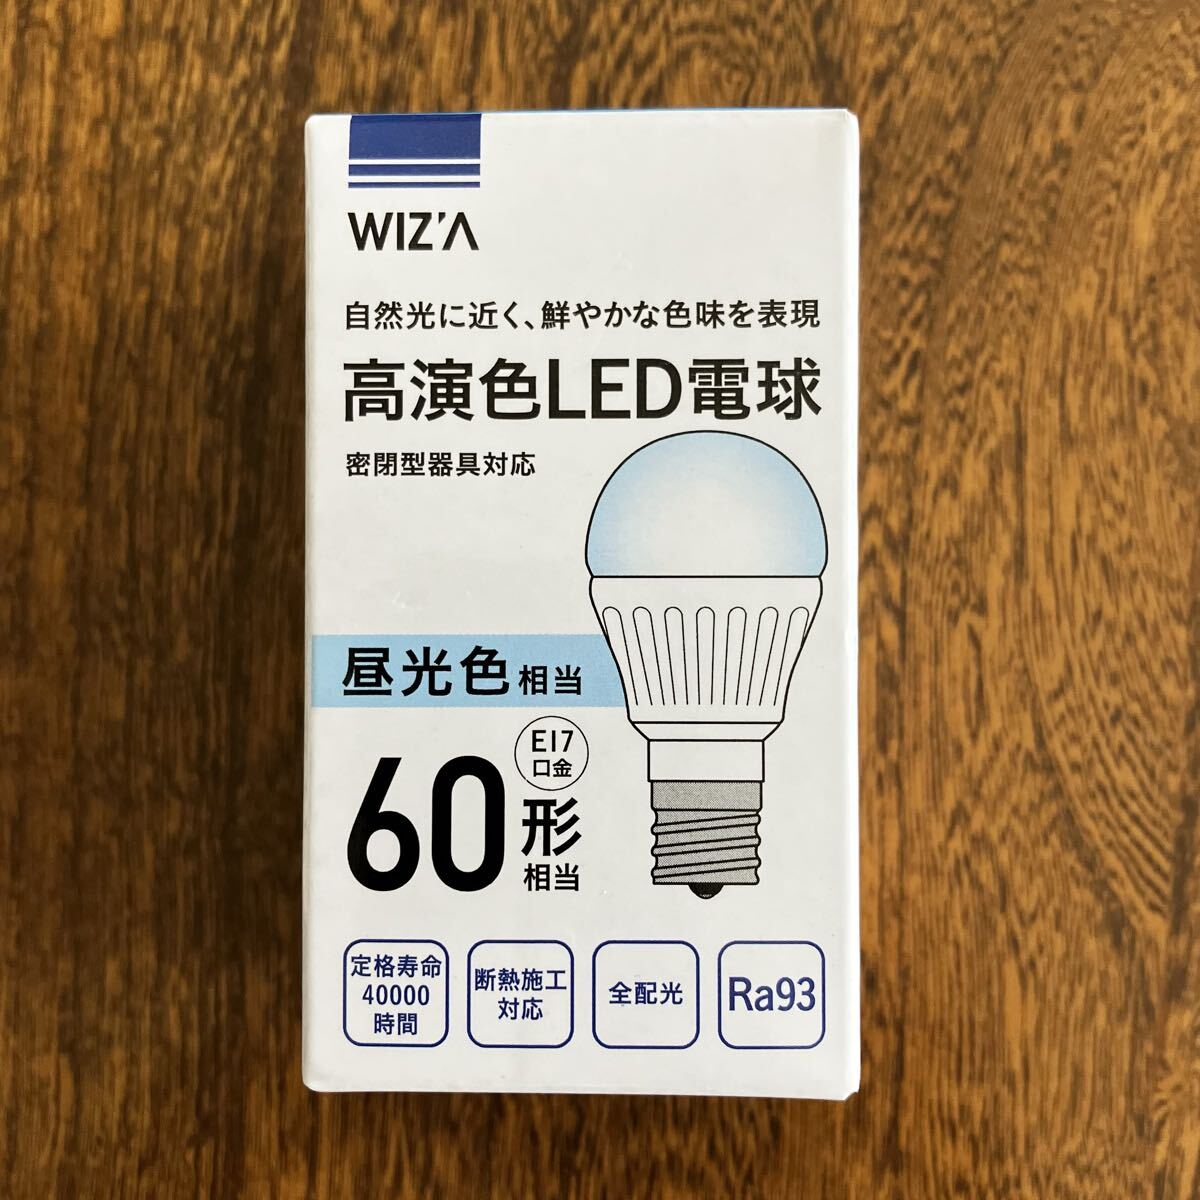 WIZ'A
自然光に近く、鮮やかな色味を表現
高演色LED電球
密閉型器具対応
昼光色相当
E17
口金
60形
相当
定格寿命
40000
時間
断熱施工
対応
全配光
Ra93